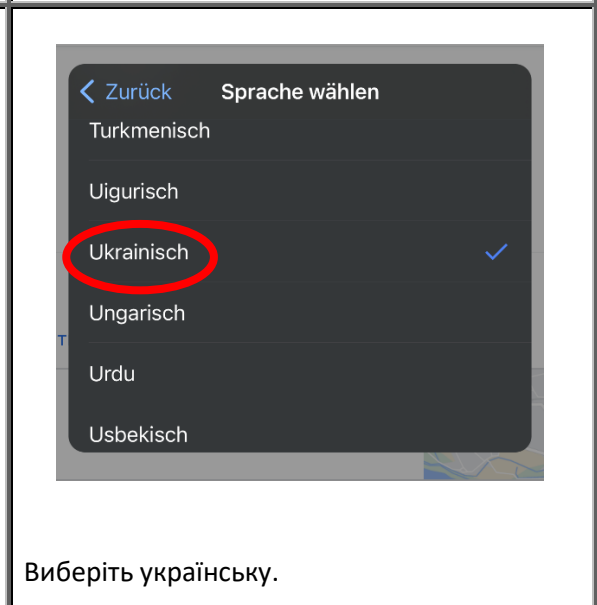 Zurück Sprache wählen
Turkmenisch
Uigurisch
Ukrainisch
Ungarisch
T
Urdu
Usbekisch
Виберіть українську.